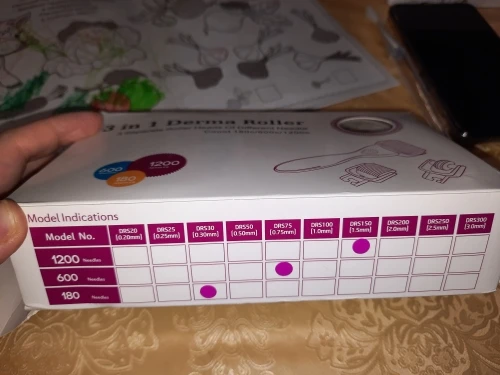 3 in 1 Derma Roller
600
1200
180
Model Indications
Model No. DRS20 [0.20mm] DRS25 [0.25mm] DRS30 [0.30mm] DRS50 [0.50mm] DRS75 [0.75mm] DRS100 [1.0mm] DRS150 [1.5mm] DRS200 [2.0mm] DRS250 [2.5mm] DRS300 [3.0mm]
1200 Needles
600 Needles
180 Needles